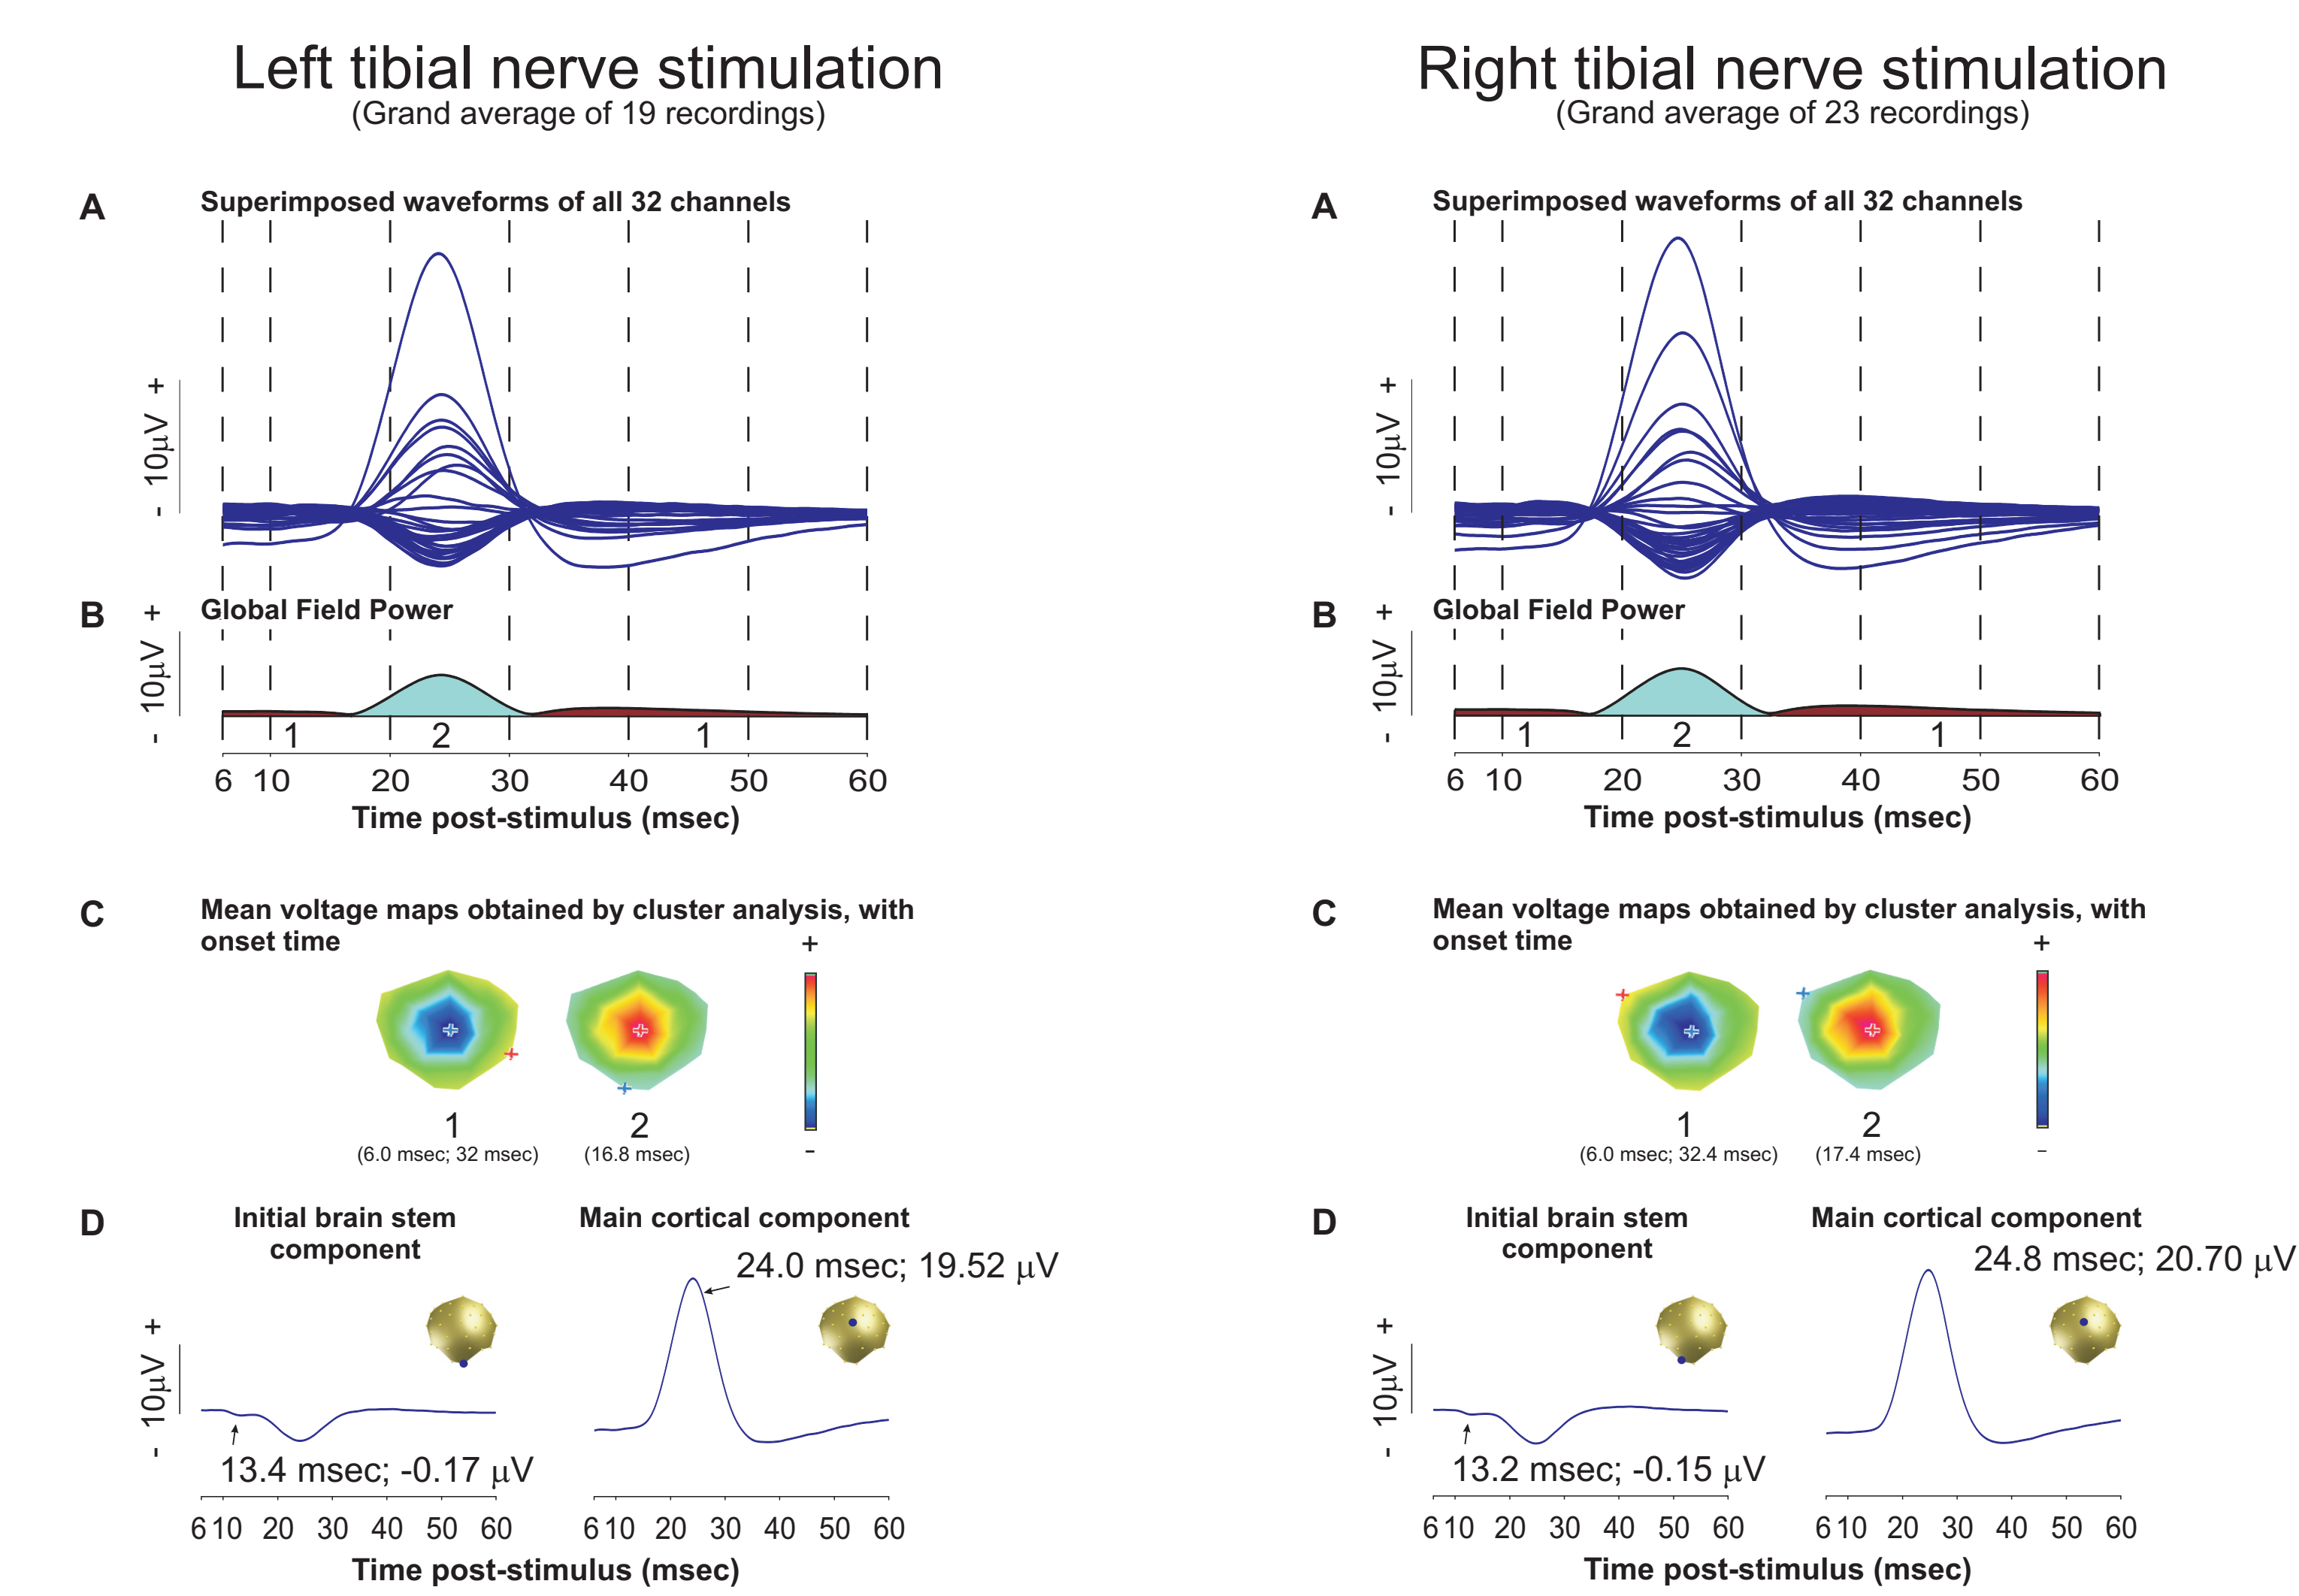 Left tibial nerve stimulation
(Grand average of 19 recordings)
A
Superimposed waveforms of all 32 channels
- 10µV +
B
Global Field Power
- 10µV +
1 2 1
6 10 20 30 40 50 60
Time post-stimulus (msec)
C
Mean voltage maps obtained by cluster analysis, with
onset time
+
1 2
(6.0 msec; 32 msec) (16.8 msec)
-
D
Initial brain stem
component
Main cortical component
24.0 msec; 19.52 µV
- 10µV +
13.4 msec; -0.17 µV
6 10 20 30 40 50 60
6 10 20 30 40 50 60
Time post-stimulus (msec)
Right tibial nerve stimulation
(Grand average of 23 recordings)
A
Superimposed waveforms of all 32 channels
- 10µV +
B
Global Field Power
- 10µV +
1 2 1
6 10 20 30 40 50 60
Time post-stimulus (msec)
C
Mean voltage maps obtained by cluster analysis, with
onset time
+
1 2
(6.0 msec; 32.4 msec) (17.4 msec)
-
D
Initial brain stem
component
Main cortical component
24.8 msec; 20.70 µV
- 10µV +
13.2 msec; -0.15 µV
6 10 20 30 40 50 60
6 10 20 30 40 50 60
Time post-stimulus (msec)